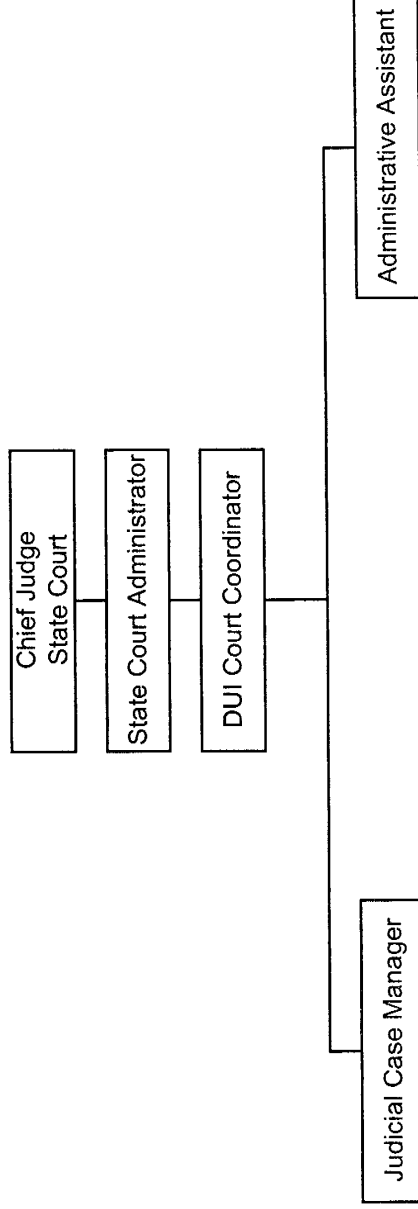 Chief Judge
State Court
State Court Administrator
DUI Court Coordinator
Judicial Case Manager
Administrative Assistant